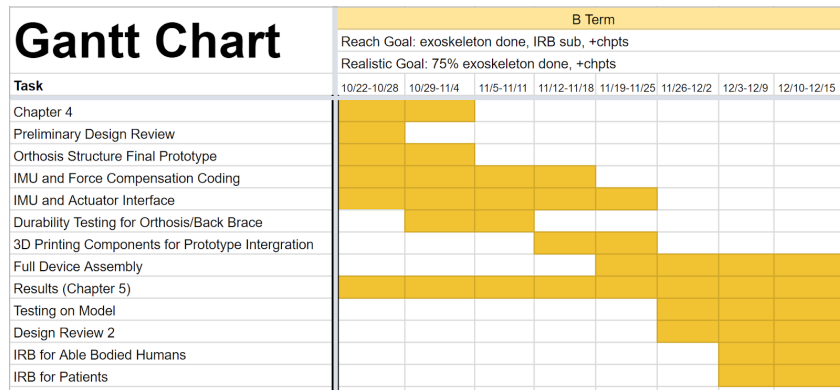 Gantt Chart
B Term
Reach Goal: exoskeleton done, IRB sub, +chpts
Realistic Goal: 75% exoskeleton done, +chpts
Task 10/22-10/28 10/29-11/4 11/5-11/11 11/12-11/18 11/19-11/25 11/26-12/2 12/3-12/9 12/10-12/15
Chapter 4
Preliminary Design Review
Orthosis Structure Final Prototype
IMU and Force Compensation Coding
IMU and Actuator Interface
Durability Testing for Orthosis/Back Brace
3D Printing Components for Prototype Intergration
Full Device Assembly
Results (Chapter 5)
Testing on Model
Design Review 2
IRB for Able Bodied Humans
IRB for Patients